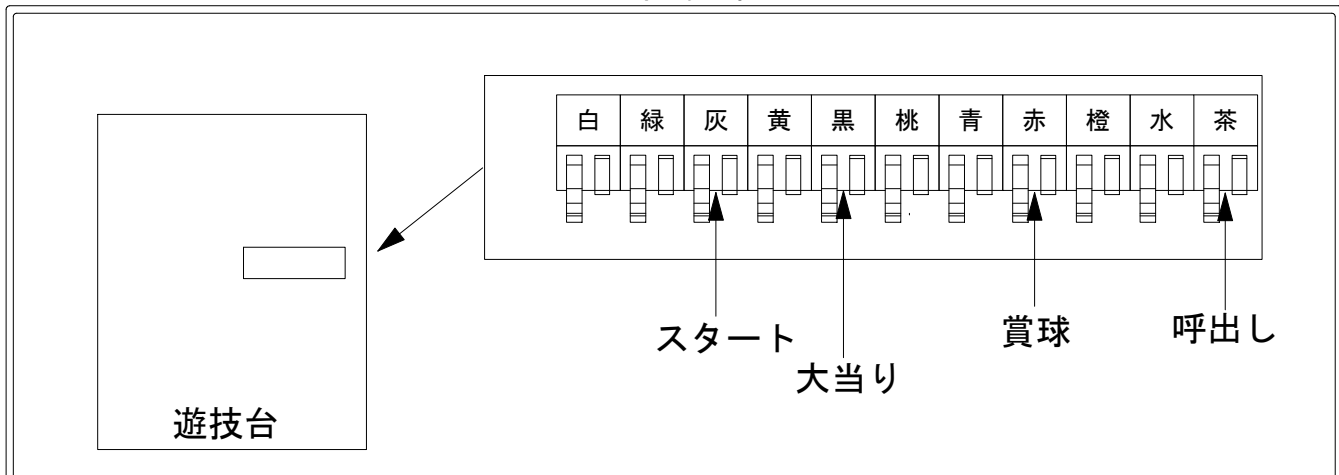 白 緑 灰 黄 黒 桃 青 赤 橙 水 茶
スタート
大当り
賞球
呼出し
遊技台